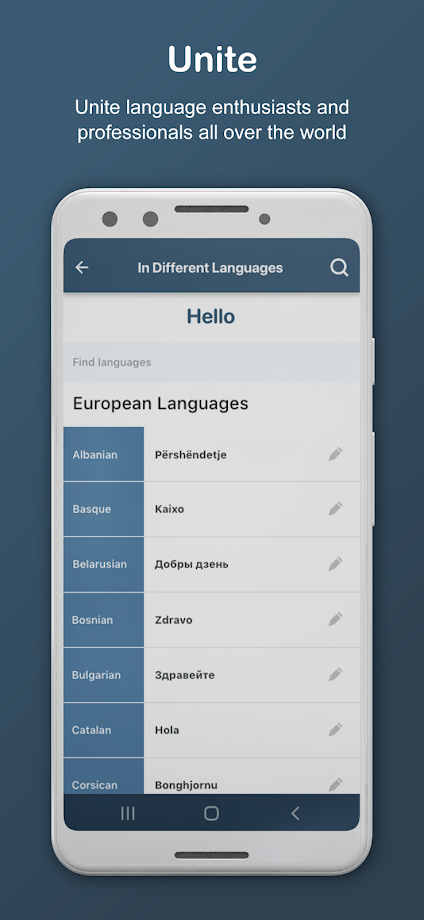 Unite
Unite language enthusiasts and
professionals all over the world
In Different Languages
Hello
Find languages
European Languages
Albanian Përshëndetje
Basque Kaixo
Belarusian Добры дзень
Bosnian Zdravo
Bulgarian Здравейте
Catalan Hola
Corsican Bonghjornu